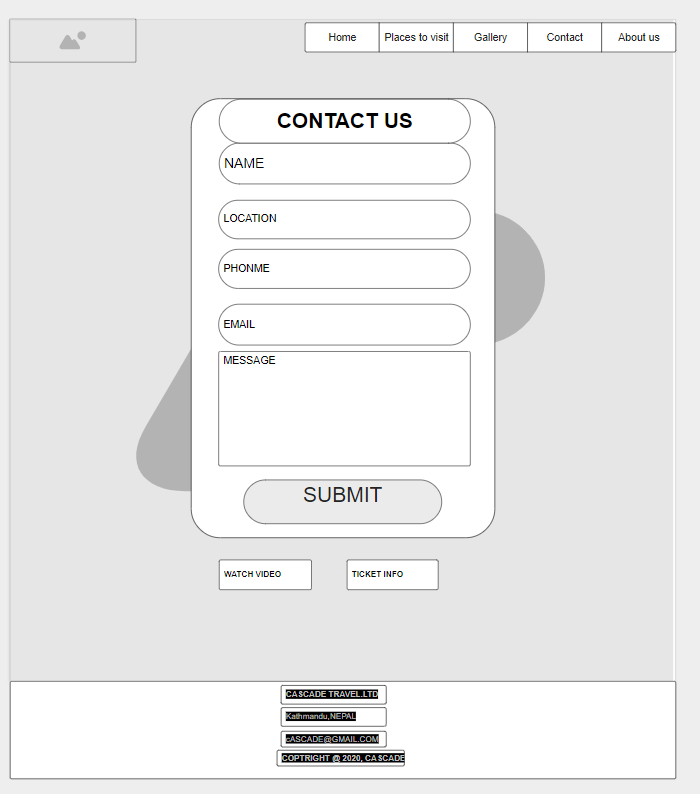 Home Places to visit Gallery Contact About us
CONTACT US
NAME
LOCATION
PHONME
EMAIL
MESSAGE
SUBMIT
WATCH VIDEO TICKET INFO
CASCADE TRAVEL.LTD
Kathmandu,NEPAL
cASCADE@GMAIL.COM
COPTRIGHT @ 2020, CASCADE